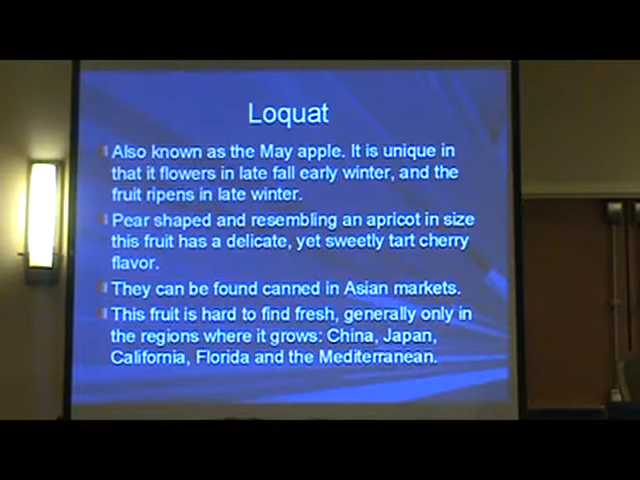 Loquat
Also known as the May apple. It is unique in
that it flowers in late fall early winter, and the
fruit ripens in late winter.
Pear shaped and resembling an apricot in size
this fruit has a delicate, yet sweetly tart cherry
flavor.
They can be found canned in Asian markets.
This fruit is hard to find fresh, generally only in
the regions where it grows: China, Japan,
California, Florida and the Mediterranean.